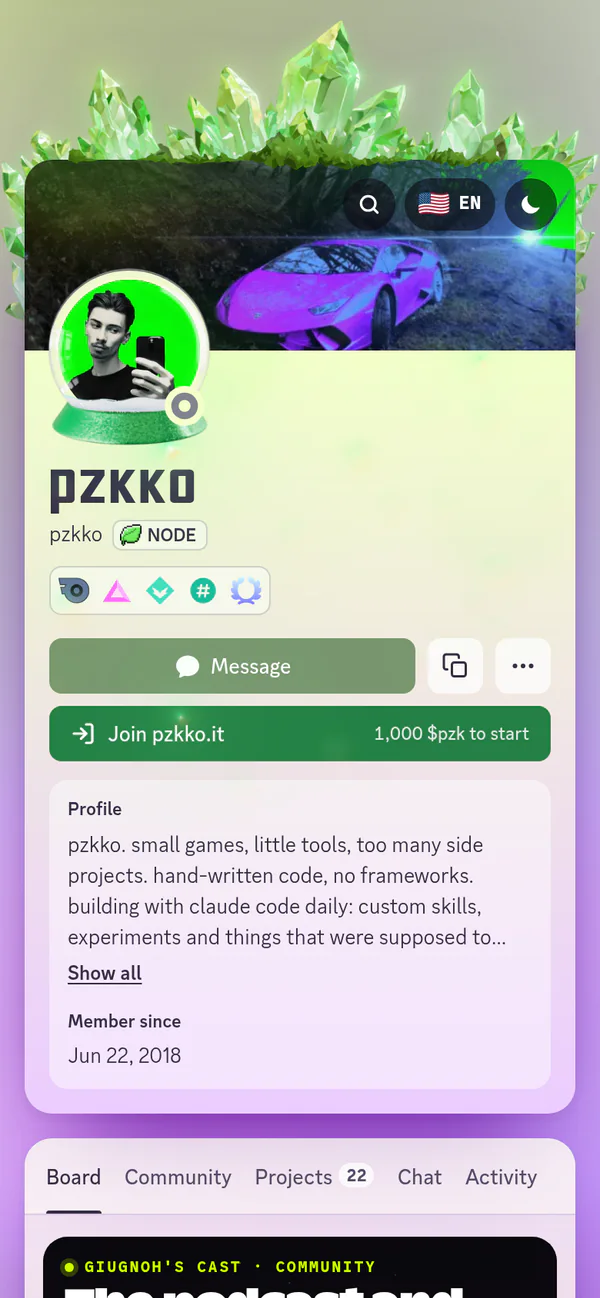 EN
pzkko
pzkko NODE
Message
Join pzkko.it 1,000 $pzk to start
Profile
pzkko. small games, little tools, too many side
projects. hand-written code, no frameworks.
building with claude code daily: custom skills,
experiments and things that were supposed to...
Show all
Member since
Jun 22, 2018
Board Community Projects 22 Chat Activity
GIUGNOH'S CAST · COMMUNITY
The podcast and